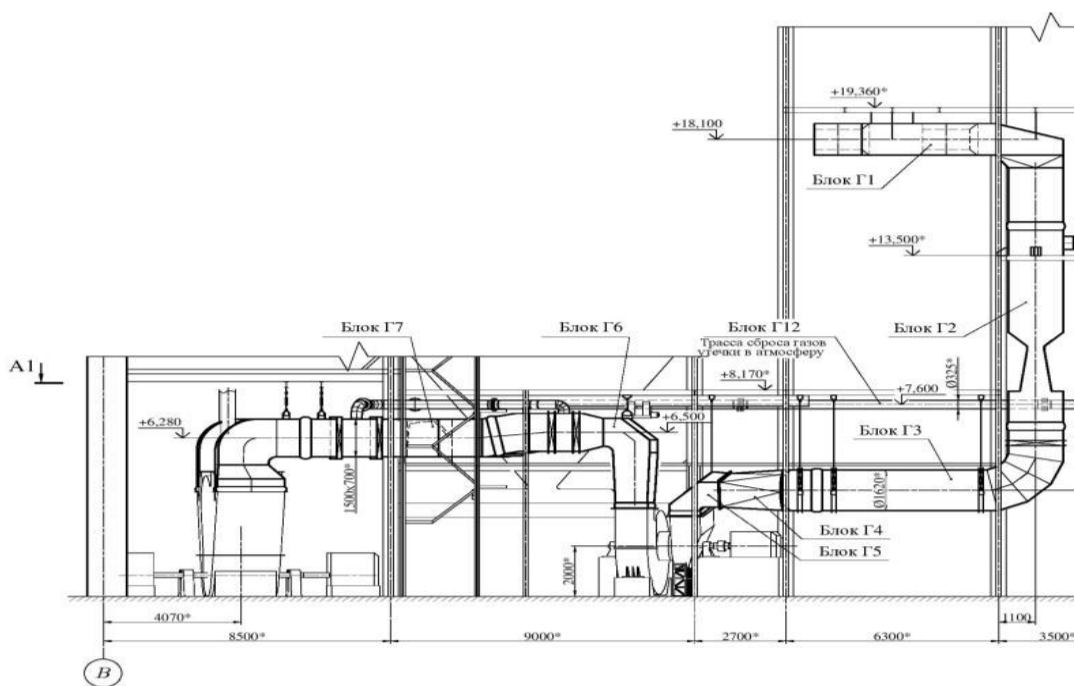 +19,360*
+18,100
Блок Г1
+13,500*
Блок Г7
Блок Г6
Блок Г12
Блок Г2
Трасса сброса газов
утечки в атмосферу
А1
+8,170*
+7,600
Ø325*
+6,280
+6,500
Блок Г3
1500x700*
Ø1620*
Блок Г4
Блок Г5
2000*
4070*
1100
8500*
9000*
2700*
6300*
3500*
В